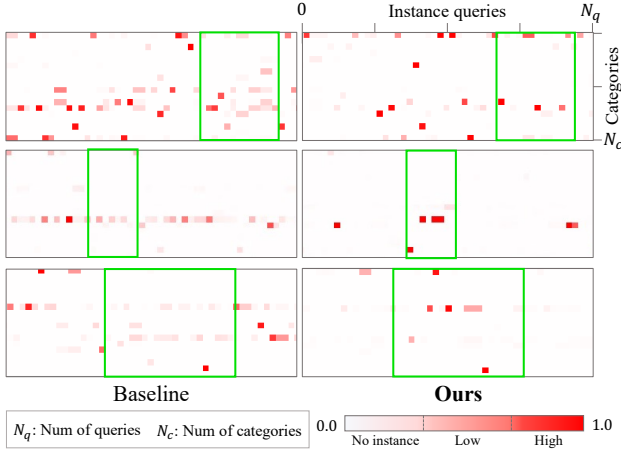 0 Instance queries N_q
Categories
N_c
Baseline Ours
N_q: Num of queries N_c: Num of categories
0.0 1.0
No instance Low High